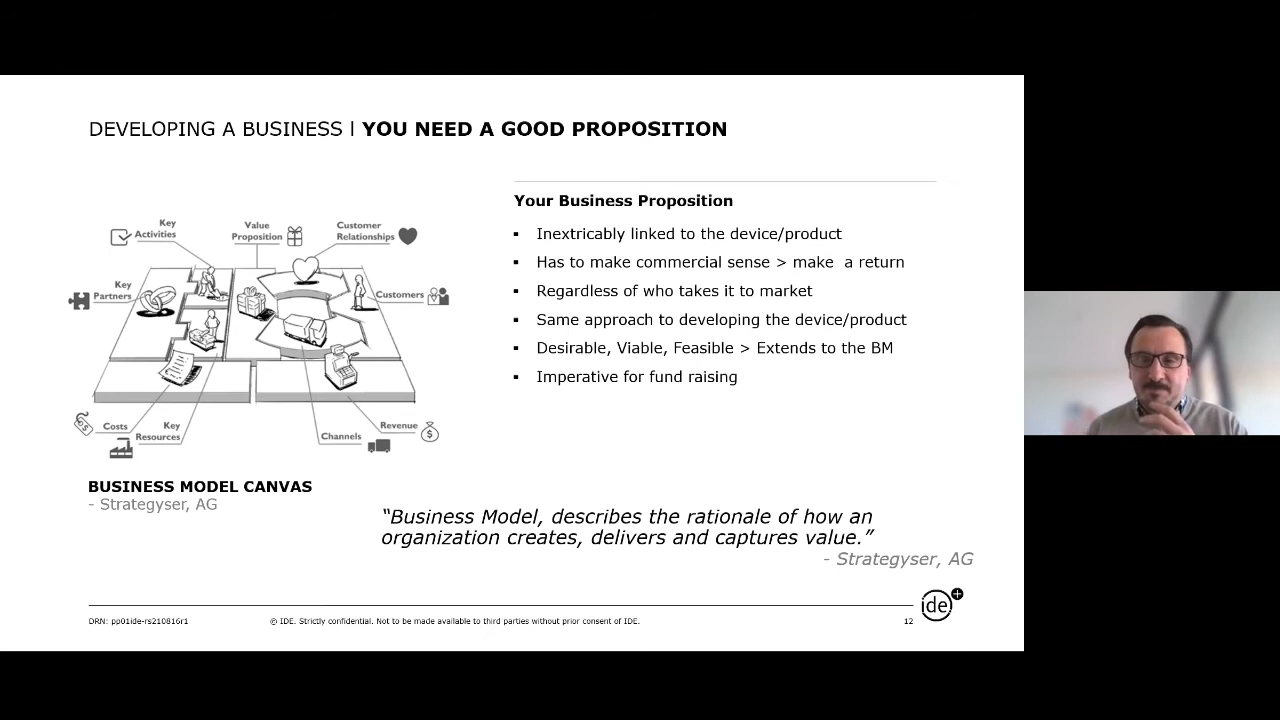 DEVELOPING A BUSINESS I YOU NEED A GOOD PROPOSITION
Key
Activities
Value
Proposition
Customer
Relationships
Key
Partners
Customers
Costs
Key
Resources
Channels
Revenue
BUSINESS MODEL CANVAS
- Strategyser, AG
Your Business Proposition
▪ Inextricably linked to the device/product
▪ Has to make commercial sense > make a return
▪ Regardless of who takes it to market
▪ Same approach to developing the device/product
▪ Desirable, Viable, Feasible > Extends to the BM
▪ Imperative for fund raising
“Business Model, describes the rationale of how an
organization creates, delivers and captures value.”
- Strategyser, AG
DRN: pp01ide-rs210816r1
© IDE. Strictly confidential. Not to be made available to third parties without prior consent of IDE.
12
ide+